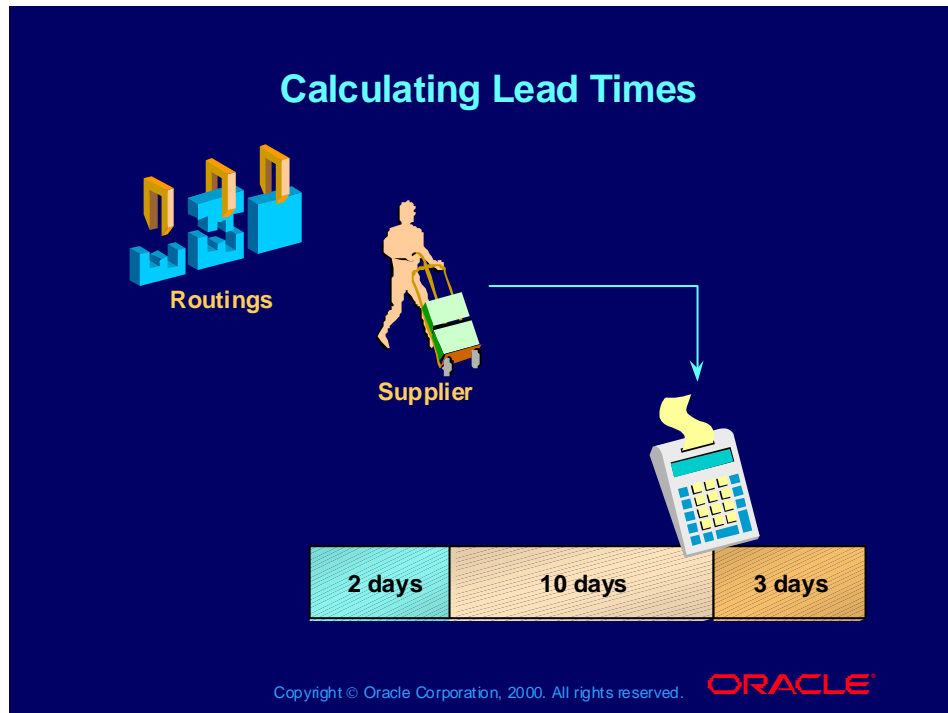 Calculating Lead Times
Routings
Supplier
2 days
10 days
3 days
Copyright © Oracle Corporation, 2000. All rights reserved.
ORACLE®